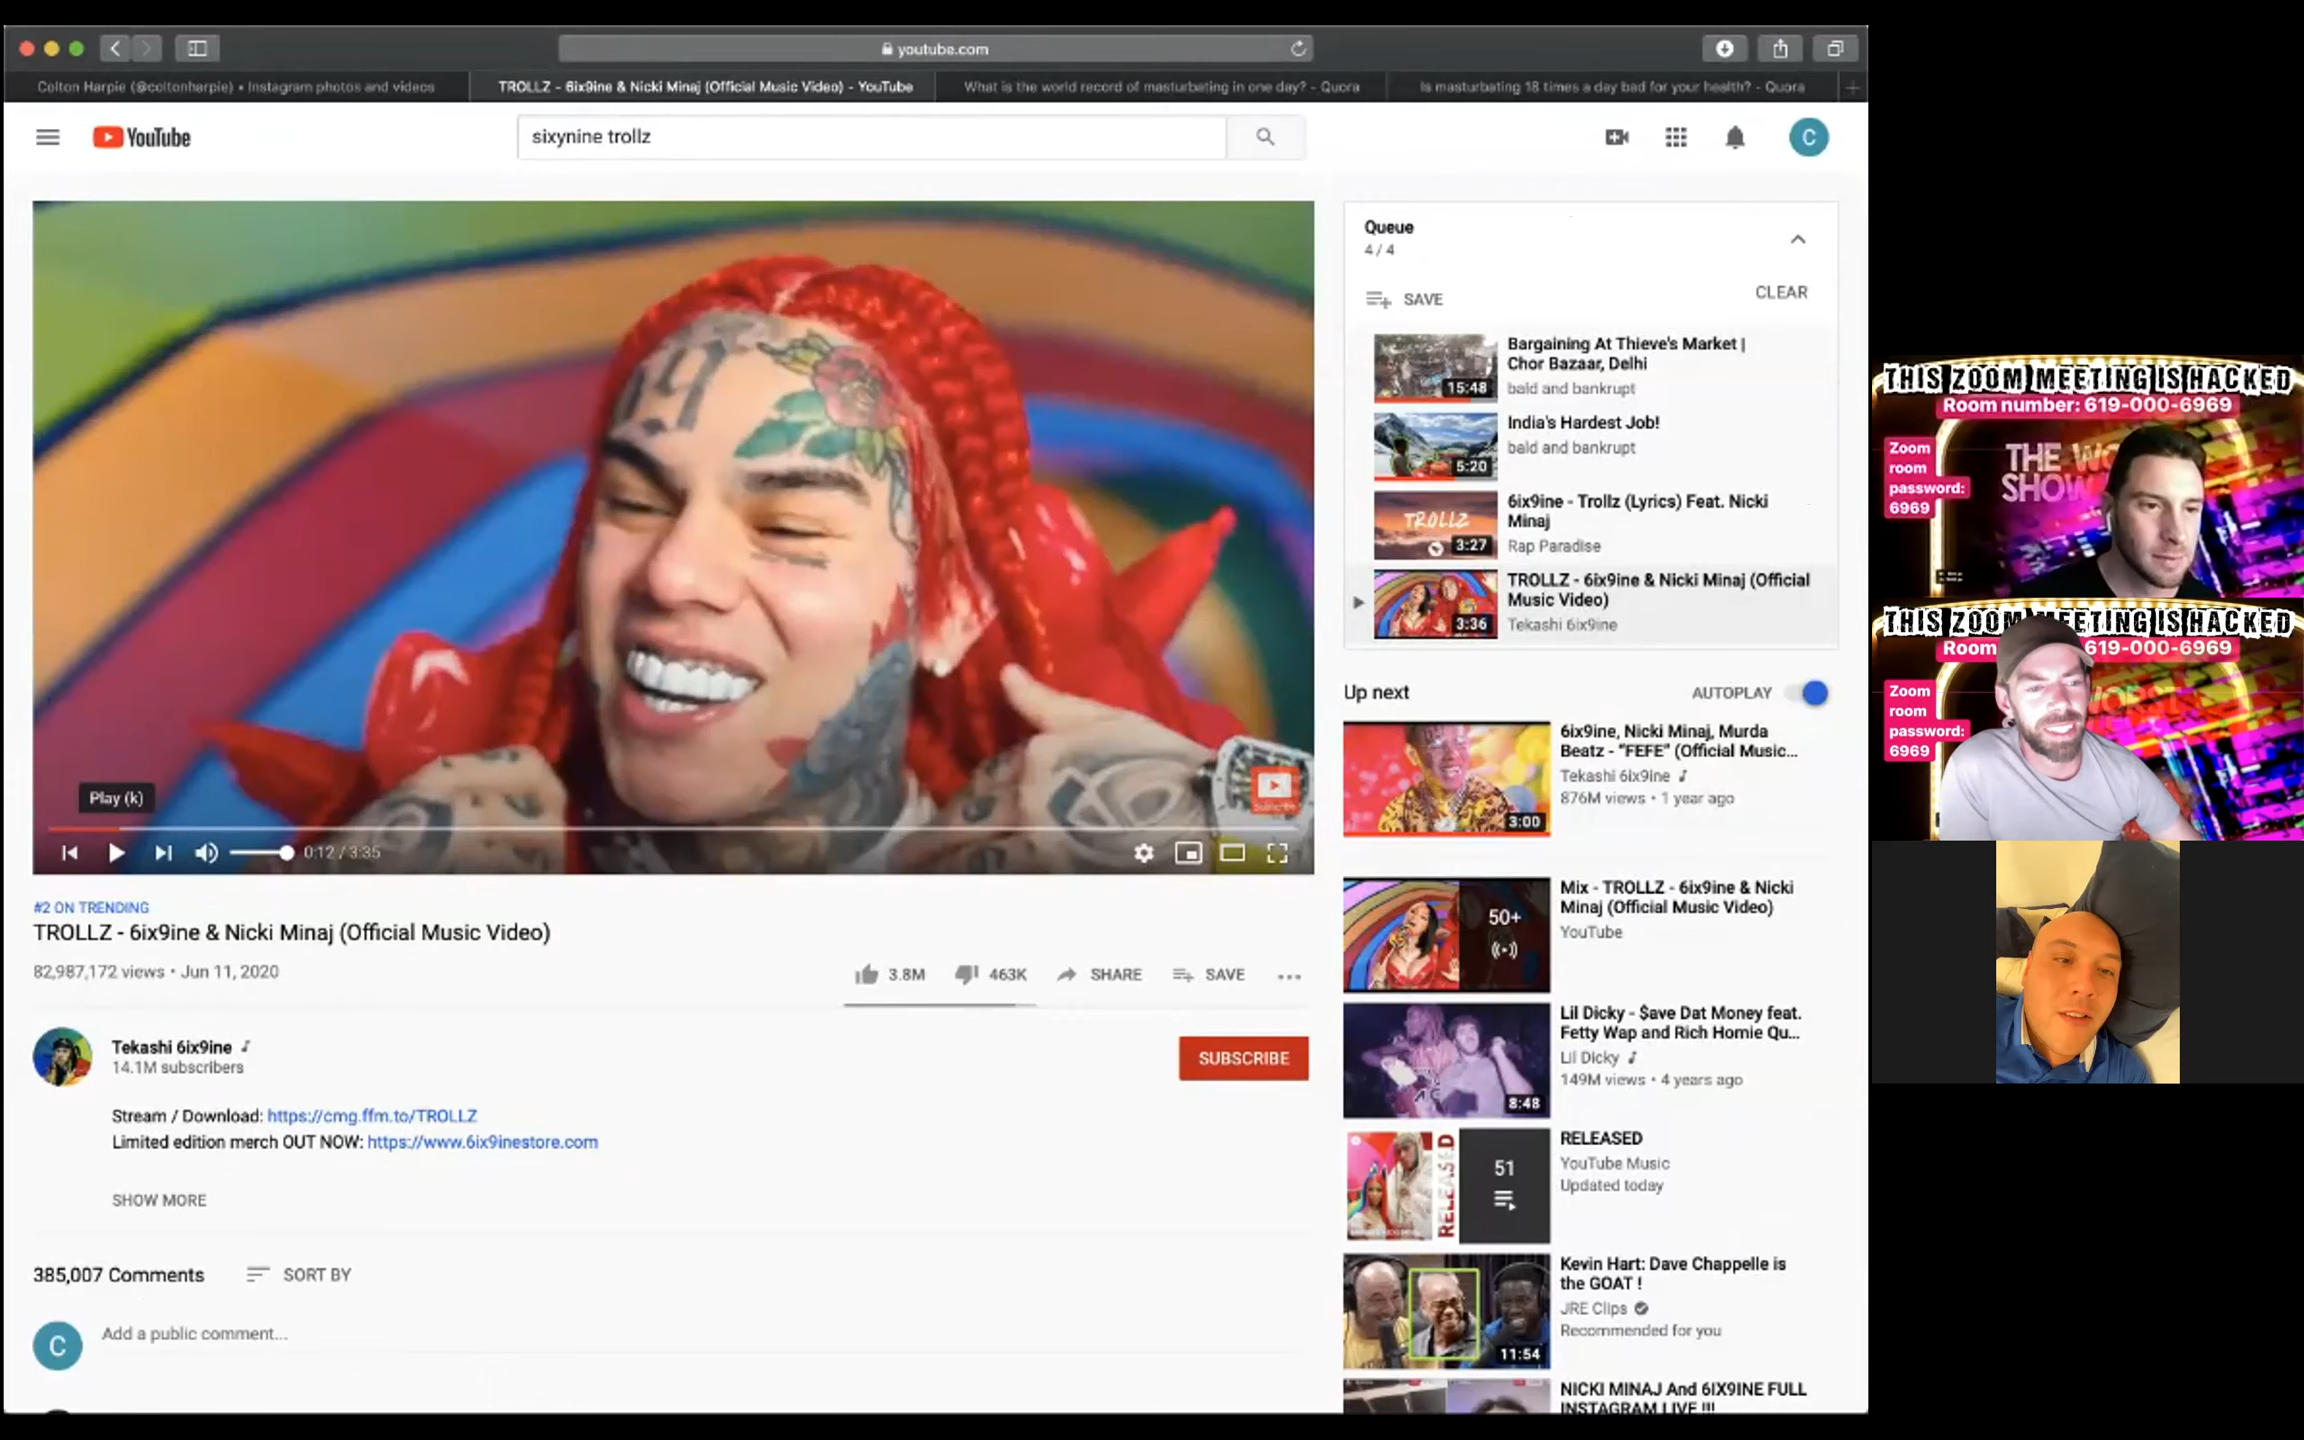 youtube.com
Colton Harpie (@coltonharpie) • Instagram photos and videos
TROLLZ - 6ix9ine & Nicki Minaj (Official Music Video) - YouTube
What is the world record of masturbating in one day? - Quora
Is masturbating 18 times a day bad for your health? - Quora
YouTube
sixynine trollz
C
Play (k)
0:12 / 3:35
#2 ON TRENDING
TROLLZ - 6ix9ine & Nicki Minaj (Official Music Video)
82,987,172 views • Jun 11, 2020
3.8M
463K
SHARE
SAVE
Tekashi 6ix9ine
14.1M subscribers
SUBSCRIBE
Stream / Download: https://cmg.ffm.to/TROLLZ
Limited edition merch OUT NOW: https://www.6ix9inestore.com
SHOW MORE
385,007 Comments
SORT BY
C
Add a public comment...
Queue
4 / 4
SAVE
CLEAR
15:48
Bargaining At Thieve's Market |
Chor Bazaar, Delhi
bald and bankrupt
5:20
India's Hardest Job!
bald and bankrupt
TROLLZ
3:27
6ix9ine - Trollz (Lyrics) Feat. Nicki
Minaj
Rap Paradise
3:36
TROLLZ - 6ix9ine & Nicki Minaj (Official
Music Video)
Tekashi 6ix9ine
Up next
AUTOPLAY
3:00
6ix9ine, Nicki Minaj, Murda
Beatz - "FEFE" (Official Music...
Tekashi 6ix9ine
876M views • 1 year ago
50+
Mix - TROLLZ - 6ix9ine & Nicki
Minaj (Official Music Video)
YouTube
8:48
Lil Dicky - $ave Dat Money feat.
Fetty Wap and Rich Homie Qu...
Lil Dicky
149M views • 4 years ago
RELEASED
51
RELEASED
YouTube Music
Updated today
11:54
Kevin Hart: Dave Chappelle is
the GOAT !
JRE Clips
Recommended for you
NICKI MINAJ And 6IX9INE FULL
INSTAGRAM LIVE !!!
THIS ZOOM MEETING IS HACKED
Room number: 619-000-6969
Zoom
room
password:
6969
THE
SHOW
THIS ZOOM MEETING IS HACKED
Room 619-000-6969
Zoom
room
password:
6969